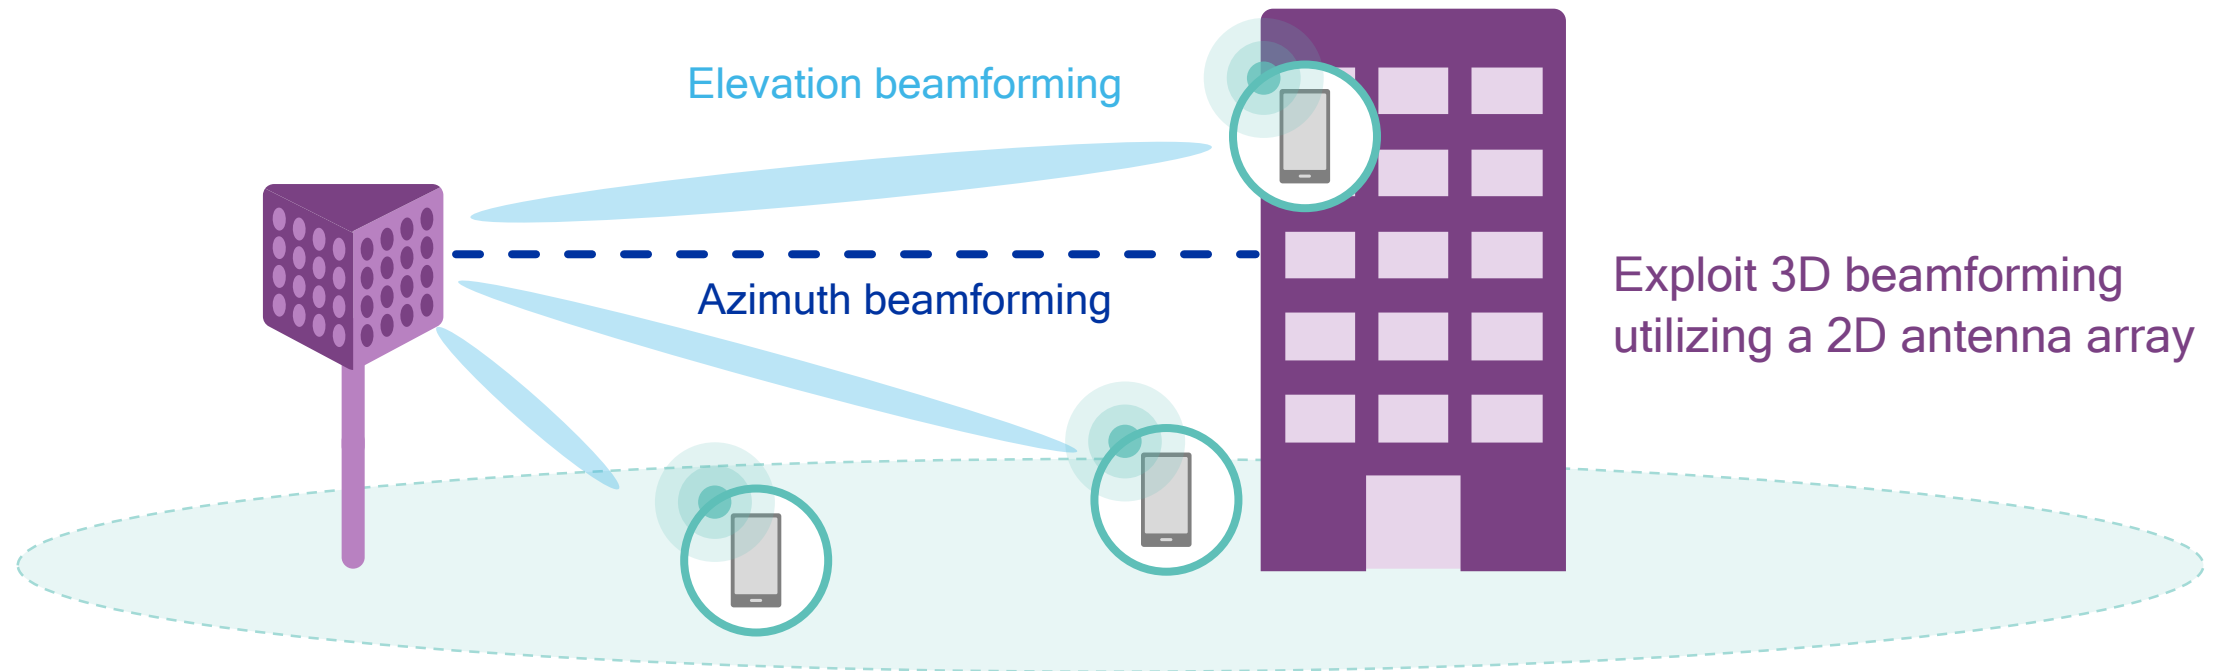 Elevation beamforming
Azimuth beamforming
Exploit 3D beamforming
utilizing a 2D antenna array